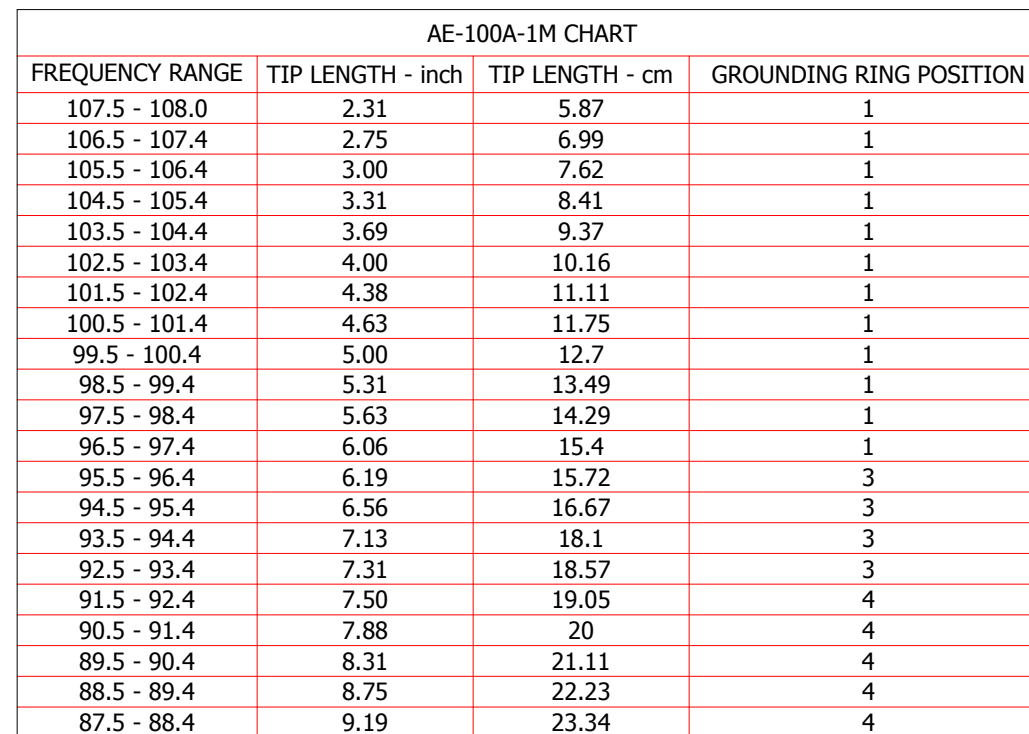 AE-100A-1M CHART
FREQUENCY RANGE TIP LENGTH - inch TIP LENGTH - cm GROUNDING RING POSITION
107.5 - 108.0 2.31 5.87 1
106.5 - 107.4 2.75 6.99 1
105.5 - 106.4 3.00 7.62 1
104.5 - 105.4 3.31 8.41 1
103.5 - 104.4 3.69 9.37 1
102.5 - 103.4 4.00 10.16 1
101.5 - 102.4 4.38 11.11 1
100.5 - 101.4 4.63 11.75 1
99.5 - 100.4 5.00 12.7 1
98.5 - 99.4 5.31 13.49 1
97.5 - 98.4 5.63 14.29 1
96.5 - 97.4 6.06 15.4 1
95.5 - 96.4 6.19 15.72 3
94.5 - 95.4 6.56 16.67 3
93.5 - 94.4 7.13 18.1 3
92.5 - 93.4 7.31 18.57 3
91.5 - 92.4 7.50 19.05 4
90.5 - 91.4 7.88 20 4
89.5 - 90.4 8.31 21.11 4
88.5 - 89.4 8.75 22.23 4
87.5 - 88.4 9.19 23.34 4